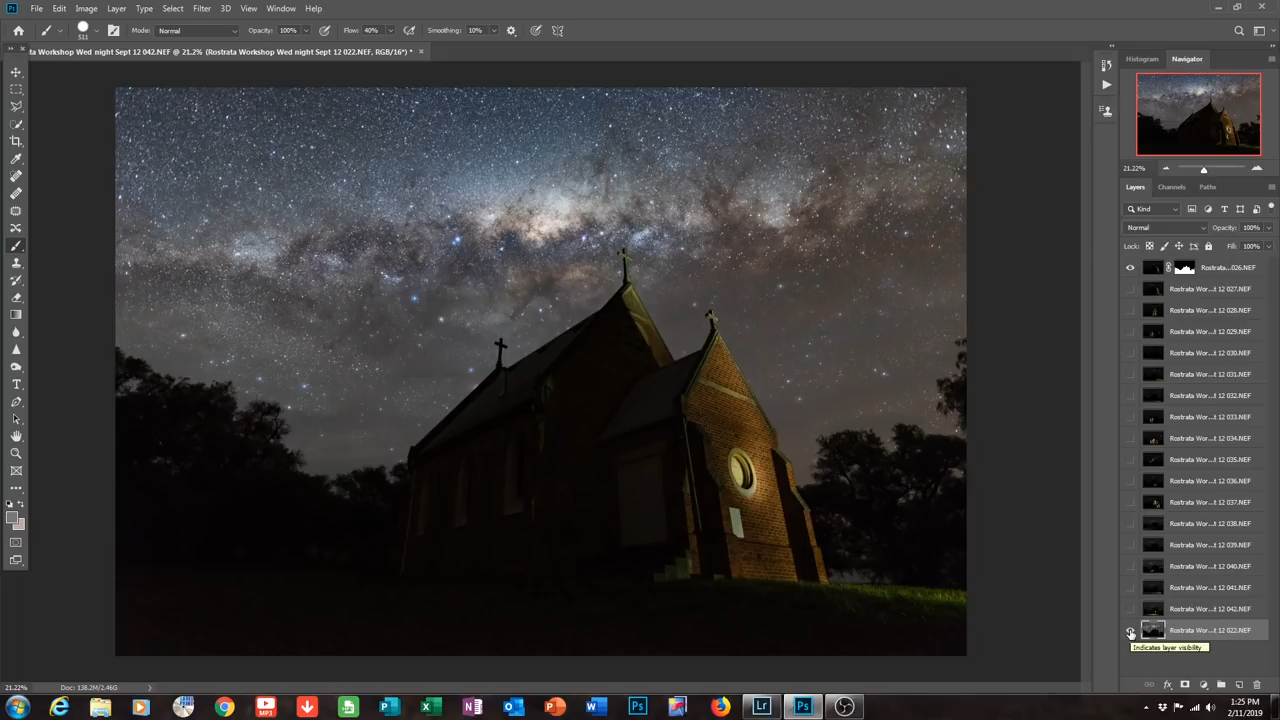 Ps File Edit Image Layer Type Select Filter 3D View Window Help
511 Mode: Normal Opacity: 100% Flow: 40% Smoothing: 10%
ta Workshop Wed night Sept 12 042.NEF @ 21.2% (Rostrata Workshop Wed night Sept 12 022.NEF, RGB/16*) *
Histogram Navigator
21.22%
Layers Channels Paths
Kind
Normal Opacity: 100%
Lock: Fill: 100%
Rostrata...026.NEF
Rostrata Wor...t 12 027.NEF
Rostrata Wor...t 12 028.NEF
Rostrata Wor...t 12 029.NEF
Rostrata Wor...t 12 030.NEF
Rostrata Wor...t 12 031.NEF
Rostrata Wor...t 12 032.NEF
Rostrata Wor...t 12 033.NEF
Rostrata Wor...t 12 034.NEF
Rostrata Wor...t 12 035.NEF
Rostrata Wor...t 12 036.NEF
Rostrata Wor...t 12 037.NEF
Rostrata Wor...t 12 038.NEF
Rostrata Wor...t 12 039.NEF
Rostrata Wor...t 12 040.NEF
Rostrata Wor...t 12 041.NEF
Rostrata Wor...t 12 042.NEF
Rostrata Wor...t 12 022.NEF
Indicates layer visibility
21.22% Doc: 138.2M/2.46G
MP3 Lr Ps
1:25 PM
2/11/2019